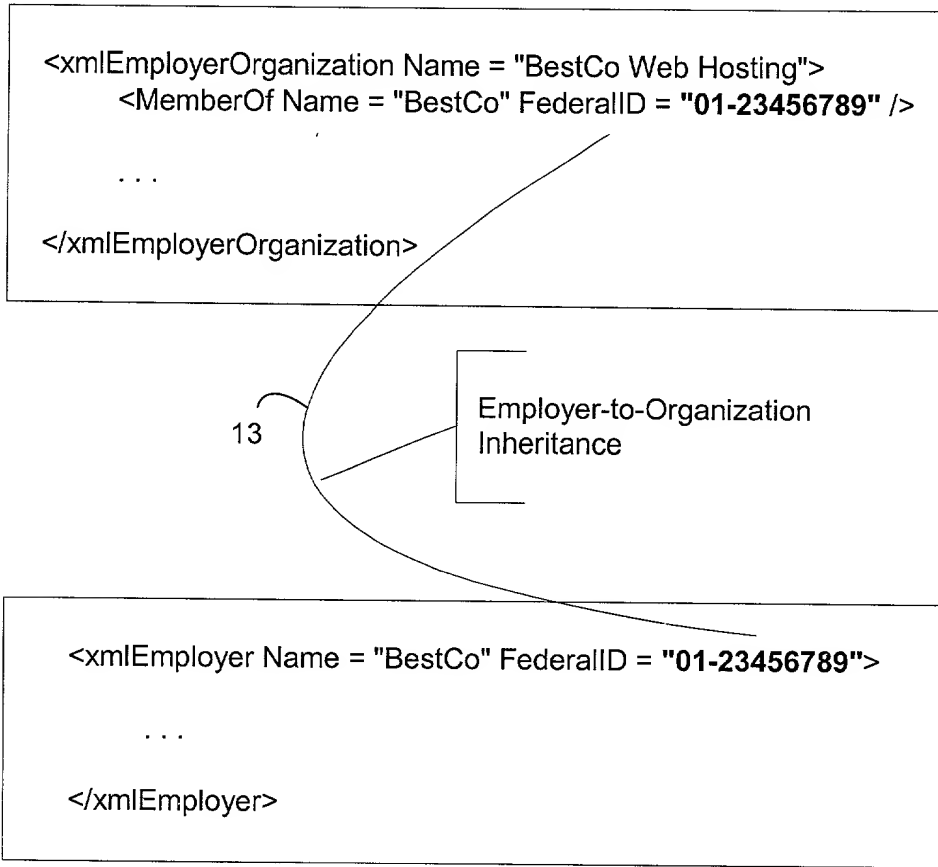 <xmlEmployerOrganization Name = "BestCo Web Hosting">
<MemberOf Name = "BestCo" FederalID = "01-23456789" />
. . .
</xmlEmployerOrganization>
13
Employer-to-Organization
Inheritance
<xmlEmployer Name = "BestCo" FederalID = "01-23456789">
. . .
</xmlEmployer>